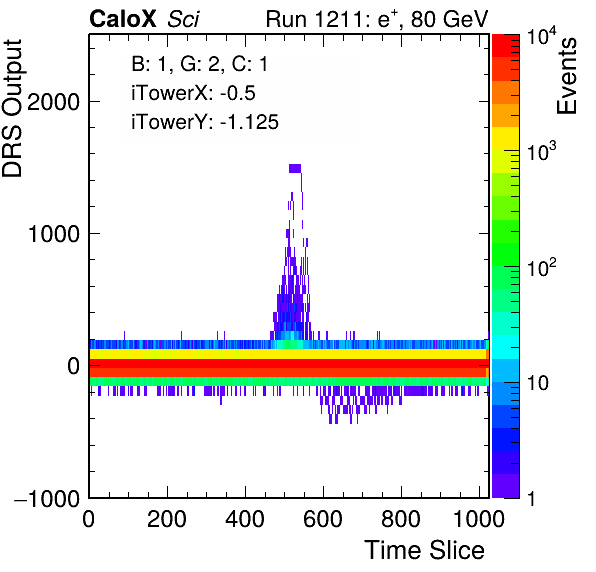 CaloX Sci Run 1211: e⁺, 80 GeV
B: 1, G: 2, C: 1
iTowerX: -0.5
iTowerY: -1.125
DRS Output
2000
1000
0
−1000
0 200 400 600 800 1000
Time Slice
Events
10⁴
10³
10²
10
1